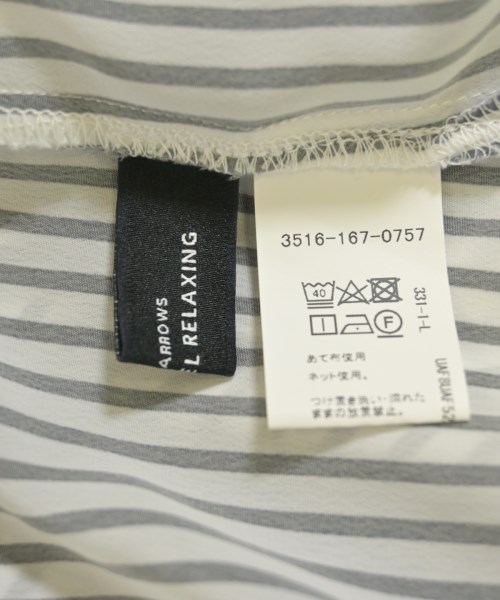 ARROWS
L RELAXING
3516-167-0757
40
F
331-I-L
あて布使用
ネット使用。
つけ置き洗い・濡れた
ままの放置禁止。